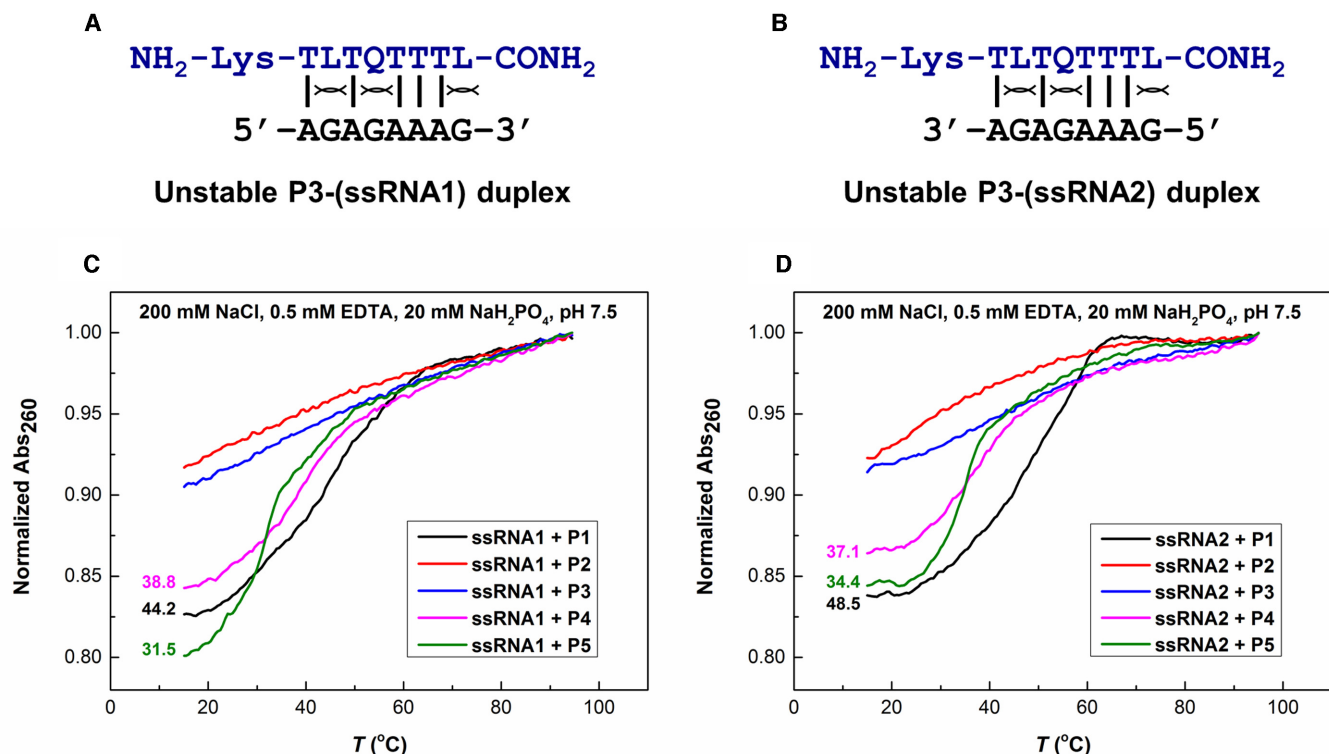 A
NH₂-Lys-TLTQTTTL-CONH₂
5′-AGAGAAAG-3′
Unstable P3-(ssRNA1) duplex
B
NH₂-Lys-TLTQTTTL-CONH₂
3′-AGAGAAAG-5′
Unstable P3-(ssRNA2) duplex
C
200 mM NaCl, 0.5 mM EDTA, 20 mM NaH₂PO₄, pH 7.5
1.00
0.95
0.90
0.85
0.80
Normalized Abs₂₆₀
38.8
44.2
31.5
ssRNA1 + P1
ssRNA1 + P2
ssRNA1 + P3
ssRNA1 + P4
ssRNA1 + P5
0 20 40 60 80 100
T (°C)
D
200 mM NaCl, 0.5 mM EDTA, 20 mM NaH₂PO₄, pH 7.5
1.00
0.95
0.90
0.85
0.80
Normalized Abs₂₆₀
37.1
34.4
48.5
ssRNA2 + P1
ssRNA2 + P2
ssRNA2 + P3
ssRNA2 + P4
ssRNA2 + P5
0 20 40 60 80 100
T (°C)